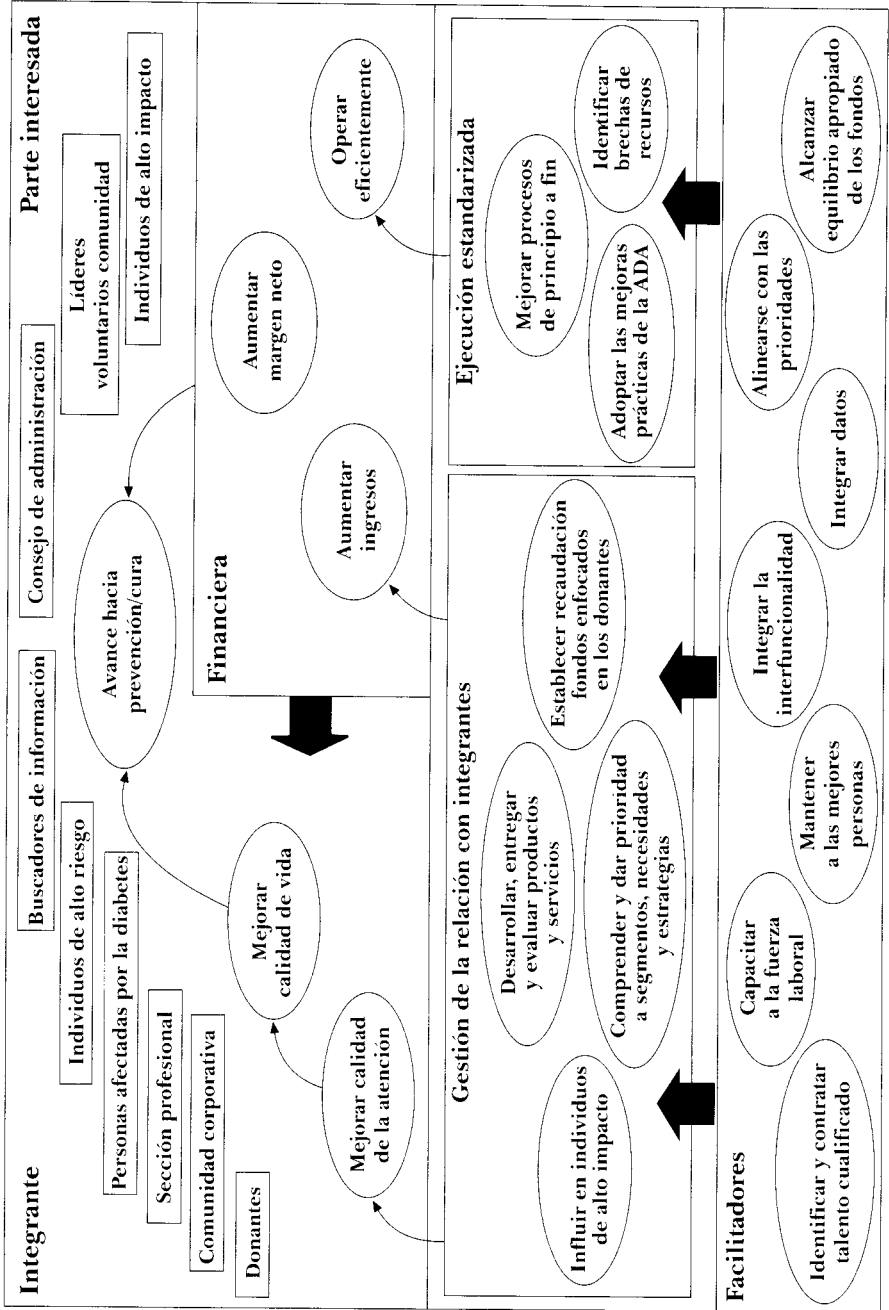 Integrante
Parte interesada
Buscadores de información
Consejo de administración
Individuos de alto riesgo
Personas afectadas por la diabetes
Sección profesional
Comunidad corporativa
Donantes
Líderes
voluntarios comunidad
Individuos de alto impacto
Avance hacia
prevención/cura
Mejorar
calidad de vida
Mejorar calidad
de la atención
Financiera
Aumentar
ingresos
Aumentar
margen neto
Operar
eficientemente
Gestión de la relación con integrantes
Influir en individuos
de alto impacto
Desarrollar, entregar
y evaluar productos
y servicios
Comprender y dar prioridad
a segmentos, necesidades
y estrategias
Establecer recaudación
fondos enfocados
en los donantes
Ejecución estandarizada
Mejorar procesos
de principio a fin
Adoptar las mejoras
prácticas de la ADA
Identificar
brechas de
recursos
Facilitadores
Identificar y contratar
talento cualificado
Capacitar
a la fuerza
laboral
Mantener
a las mejores
personas
Integrar la
interfuncionalidad
Integrar datos
Alinearse con las
prioridades
Alcanzar
equilibrio apropiado
de los fondos